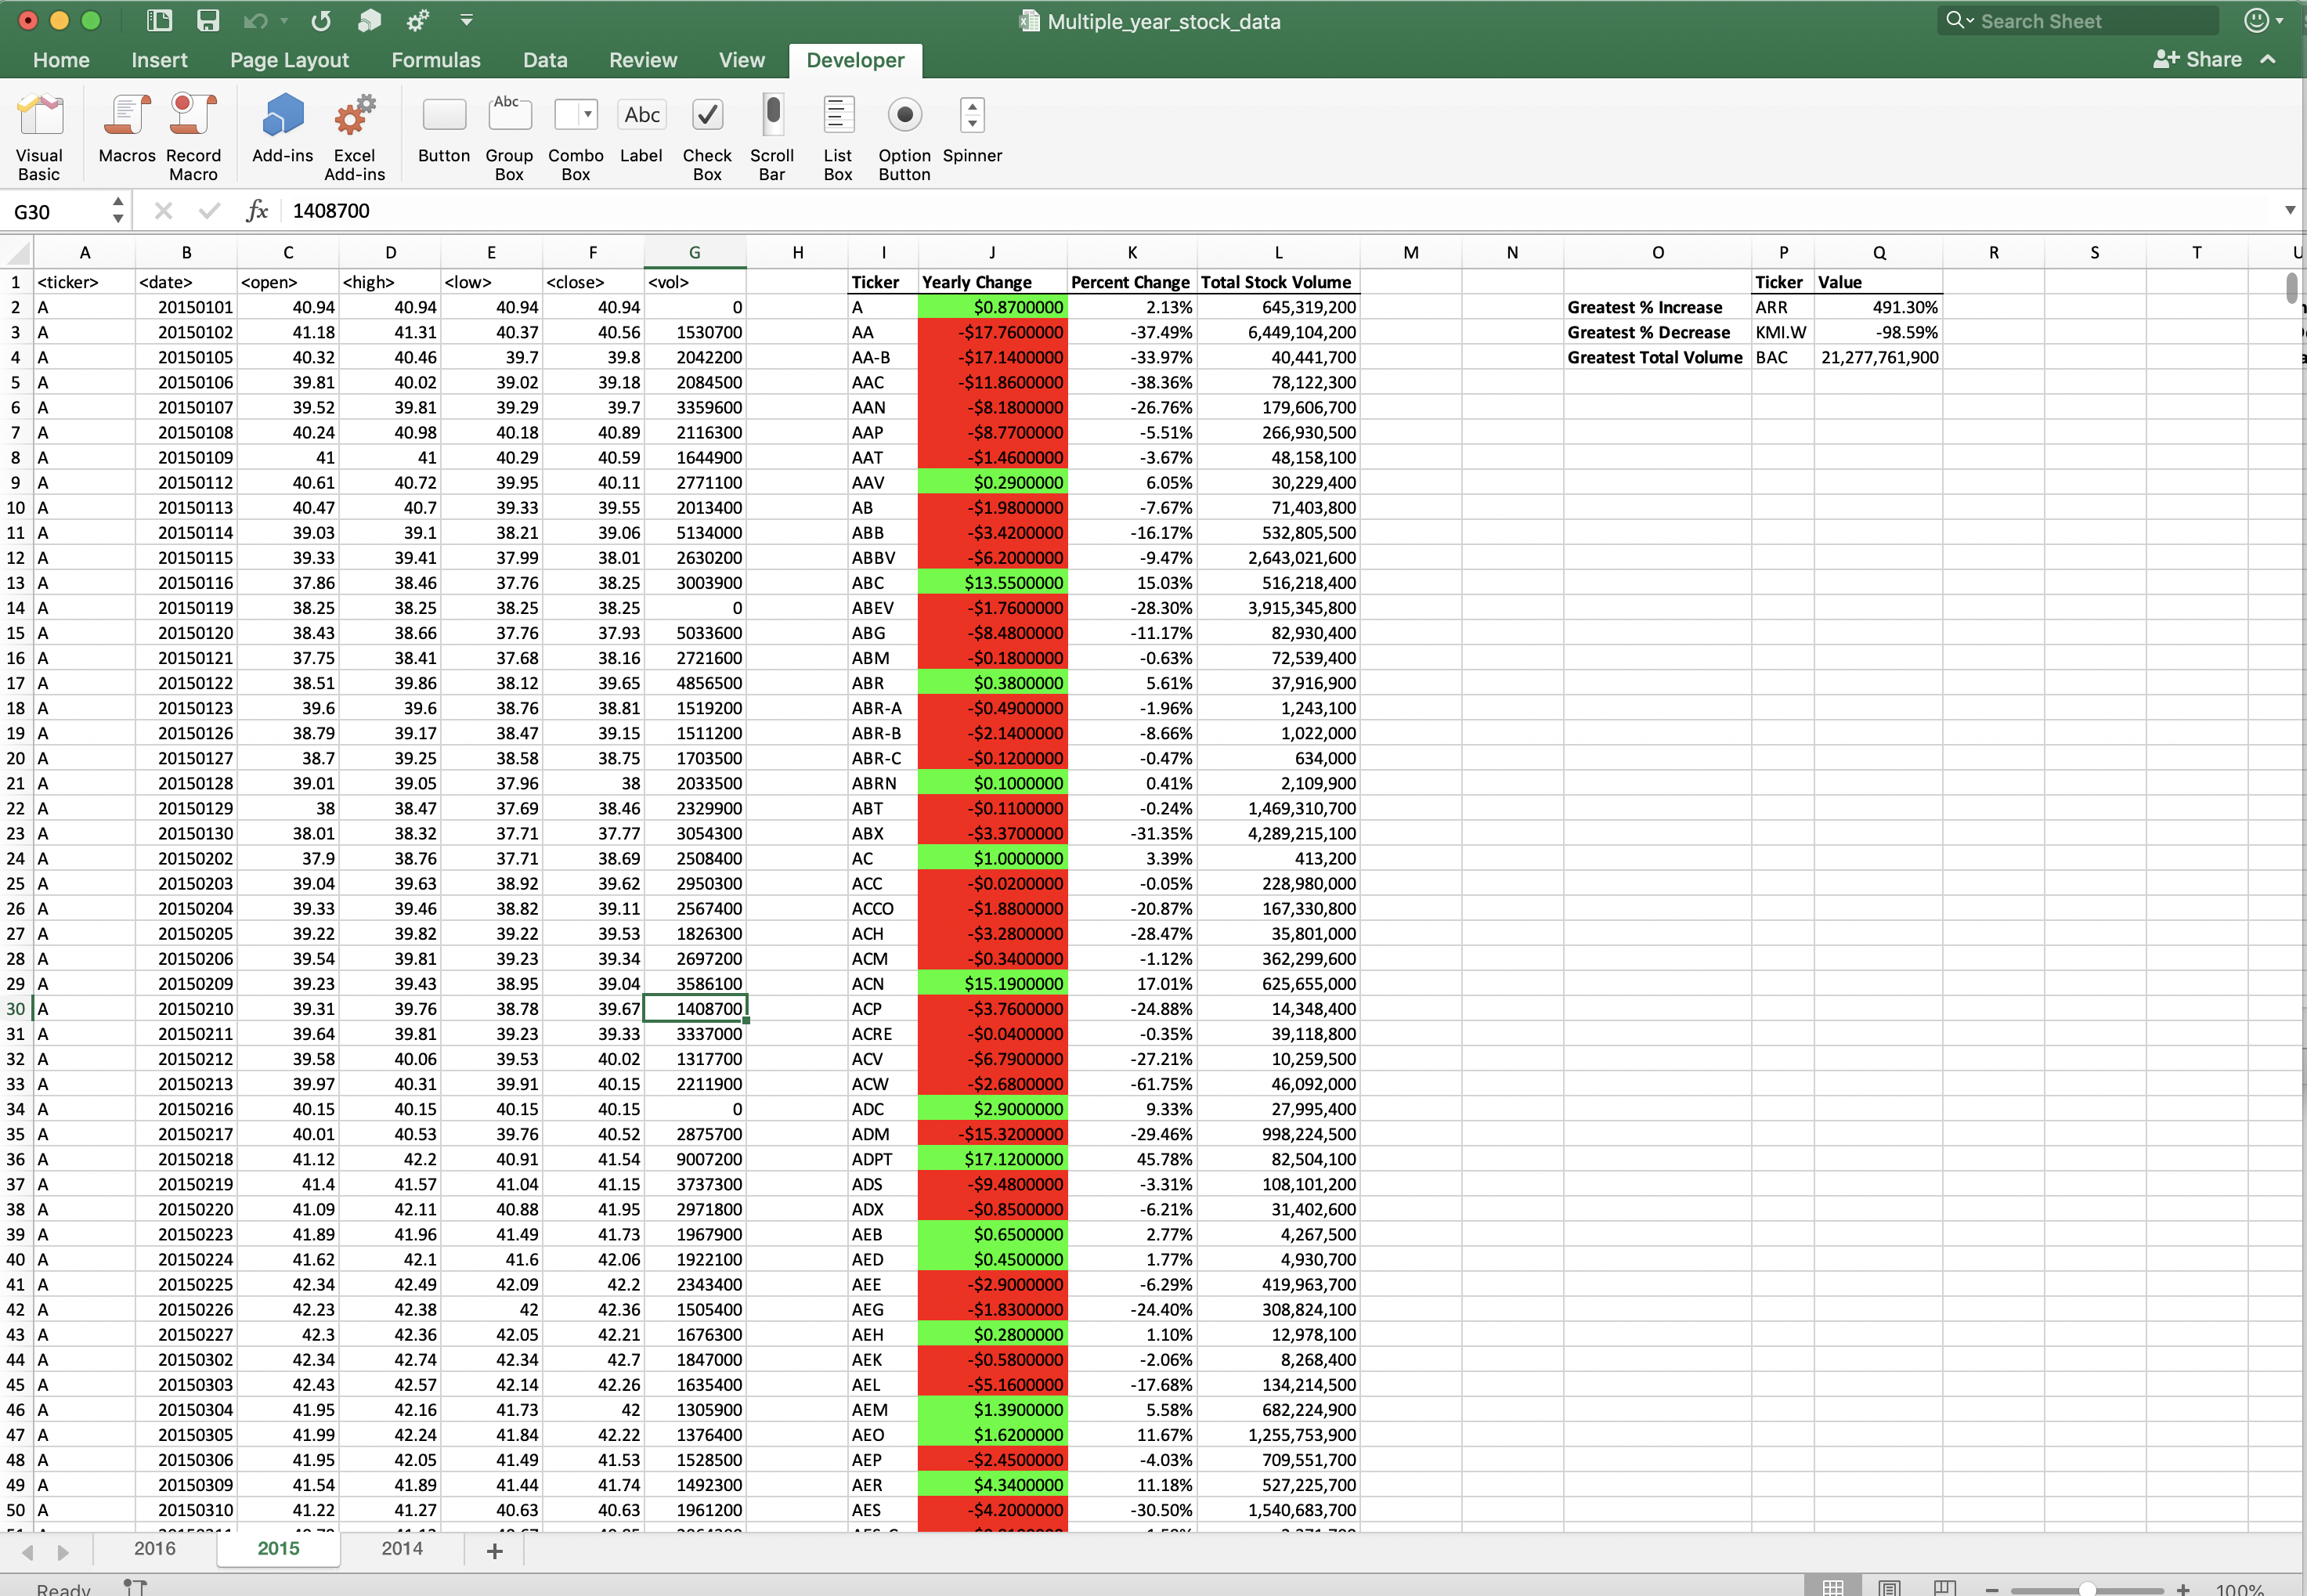 Multiple_year_stock_data
Search Sheet
Home Insert Page Layout Formulas Data Review View Developer
Share
Visual Basic
Macros
Record Macro
Add-ins
Excel Add-ins
Button
Abc
Group Box
Combo Box
Abc
Label
Check Box
Scroll Bar
List Box
Option Button
Spinner
G30 fx 1408700
A B C D E F G H I J K L M N O P Q R S T U
1 <ticker> <date> <open> <high> <low> <close> <vol> Ticker Yearly Change Percent Change Total Stock Volume Ticker Value
2 A 20150101 40.94 40.94 40.94 40.94 0 A $0.8700000 2.13% 645,319,200 Greatest % Increase ARR 491.30%
3 A 20150102 41.18 41.31 40.37 40.56 1530700 AA -$17.7600000 -37.49% 6,449,104,200 Greatest % Decrease KMI.W -98.59%
4 A 20150105 40.32 40.46 39.7 39.8 2042200 AA-B -$17.1400000 -33.97% 40,441,700 Greatest Total Volume BAC 21,277,761,900
5 A 20150106 39.81 40.02 39.02 39.18 2084500 AAC -$11.8600000 -38.36% 78,122,300
6 A 20150107 39.52 39.81 39.29 39.7 3359600 AAN -$8.1800000 -26.76% 179,606,700
7 A 20150108 40.24 40.98 40.18 40.89 2116300 AAP -$8.7700000 -5.51% 266,930,500
8 A 20150109 41 41 40.29 40.59 1644900 AAT -$1.4600000 -3.67% 48,158,100
9 A 20150112 40.61 40.72 39.95 40.11 2771100 AAV $0.2900000 6.05% 30,229,400
10 A 20150113 40.47 40.7 39.33 39.55 2013400 AB -$1.9800000 -7.67% 71,403,800
11 A 20150114 39.03 39.1 38.21 39.06 5134000 ABB -$3.4200000 -16.17% 532,805,500
12 A 20150115 39.33 39.41 37.99 38.01 2630200 ABBV -$6.2000000 -9.47% 2,643,021,600
13 A 20150116 37.86 38.46 37.76 38.25 3003900 ABC $13.5500000 15.03% 516,218,400
14 A 20150119 38.25 38.25 38.25 38.25 0 ABEV -$1.7600000 -28.30% 3,915,345,800
15 A 20150120 38.43 38.66 37.76 37.93 5033600 ABG -$8.4800000 -11.17% 82,930,400
16 A 20150121 37.75 38.41 37.68 38.16 2721600 ABM -$0.1800000 -0.63% 72,539,400
17 A 20150122 38.51 39.86 38.12 39.65 4856500 ABR $0.3800000 5.61% 37,916,900
18 A 20150123 39.6 39.6 38.76 38.81 1519200 ABR-A -$0.4900000 -1.96% 1,243,100
19 A 20150126 38.79 39.17 38.47 39.15 1511200 ABR-B -$2.1400000 -8.66% 1,022,000
20 A 20150127 38.7 39.25 38.58 38.75 1703500 ABR-C -$0.1200000 -0.47% 634,000
21 A 20150128 39.01 39.05 37.96 38 2033500 ABRN $0.1000000 0.41% 2,109,900
22 A 20150129 38 38.47 37.69 38.46 2329900 ABT -$0.1100000 -0.24% 1,469,310,700
23 A 20150130 38.01 38.32 37.71 37.77 3054300 ABX -$3.3700000 -31.35% 4,289,215,100
24 A 20150202 37.9 38.76 37.71 38.69 2508400 AC $1.0000000 3.39% 413,200
25 A 20150203 39.04 39.63 38.92 39.62 2950300 ACC -$0.0200000 -0.05% 228,980,000
26 A 20150204 39.33 39.46 38.82 39.11 2567400 ACCO -$1.8800000 -20.87% 167,330,800
27 A 20150205 39.22 39.82 39.22 39.53 1826300 ACH -$3.2800000 -28.47% 35,801,000
28 A 20150206 39.54 39.81 39.23 39.34 2697200 ACM -$0.3400000 -1.12% 362,299,600
29 A 20150209 39.23 39.43 38.95 39.04 3586100 ACN $15.1900000 17.01% 625,655,000
30 A 20150210 39.31 39.76 38.78 39.67 1408700 ACP -$3.7600000 -24.88% 14,348,400
31 A 20150211 39.64 39.81 39.23 39.33 3337000 ACRE -$0.0400000 -0.35% 39,118,800
32 A 20150212 39.58 40.06 39.53 40.02 1317700 ACV -$6.7900000 -27.21% 10,259,500
33 A 20150213 39.97 40.31 39.91 40.15 2211900 ACW -$2.6800000 -61.75% 46,092,000
34 A 20150216 40.15 40.15 40.15 40.15 0 ADC $2.9000000 9.33% 27,995,400
35 A 20150217 40.01 40.53 39.76 40.52 2875700 ADM -$15.3200000 -29.46% 998,224,500
36 A 20150218 41.12 42.2 40.91 41.54 9007200 ADPT $17.1200000 45.78% 82,504,100
37 A 20150219 41.4 41.57 41.04 41.15 3737300 ADS -$9.4800000 -3.31% 108,101,200
38 A 20150220 41.09 42.11 40.88 41.95 2971800 ADX -$0.8500000 -6.21% 31,402,600
39 A 20150223 41.89 41.96 41.49 41.73 1967900 AEB $0.6500000 2.77% 4,267,500
40 A 20150224 41.62 42.1 41.6 42.06 1922100 AED $0.4500000 1.77% 4,930,700
41 A 20150225 42.34 42.49 42.09 42.2 2343400 AEE -$2.9000000 -6.29% 419,963,700
42 A 20150226 42.23 42.38 42 42.36 1505400 AEG -$1.8300000 -24.40% 308,824,100
43 A 20150227 42.3 42.36 42.05 42.21 1676300 AEH $0.2800000 1.10% 12,978,100
44 A 20150302 42.34 42.74 42.34 42.7 1847000 AEK -$0.5800000 -2.06% 8,268,400
45 A 20150303 42.43 42.57 42.14 42.26 1635400 AEL -$5.1600000 -17.68% 134,214,500
46 A 20150304 41.95 42.16 41.73 42 1305900 AEM $1.3900000 5.58% 682,224,900
47 A 20150305 41.99 42.24 41.84 42.22 1376400 AEO $1.6200000 11.67% 1,255,753,900
48 A 20150306 41.95 42.05 41.49 41.53 1528500 AEP -$2.4500000 -4.03% 709,551,700
49 A 20150309 41.54 41.89 41.44 41.74 1492300 AER $4.3400000 11.18% 527,225,700
50 A 20150310 41.22 41.27 40.63 40.63 1961200 AES -$4.2000000 -30.50% 1,540,683,700
2016 2015 2014
Ready
100%